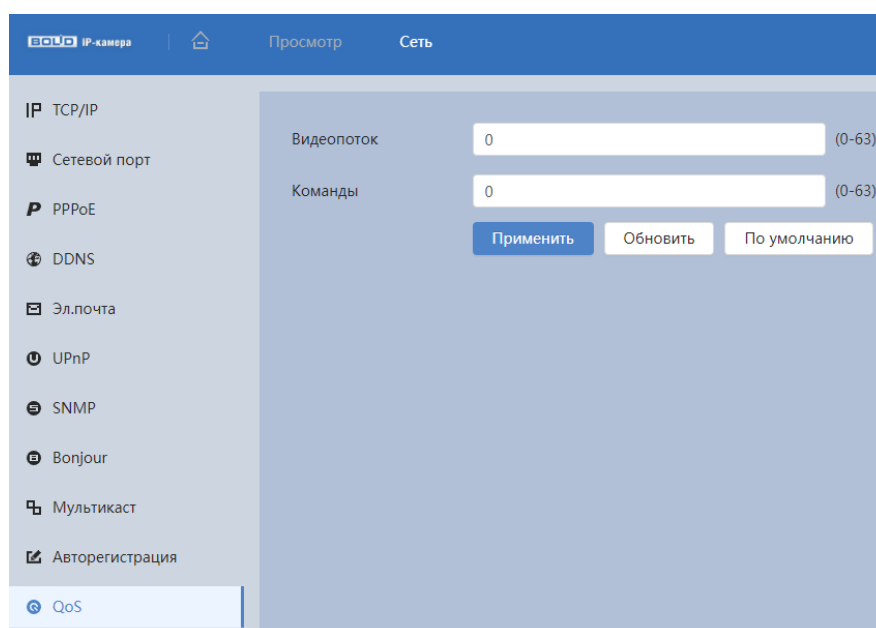 BOLID IP-камера
Просмотр
Сеть
IP TCP/IP
Сетевой порт
P PPPoE
DDNS
Эл.почта
UPnP
SNMP
Bonjour
Мультикаст
Авторегистрация
QoS
Видеопоток 0 (0-63)
Команды 0 (0-63)
Применить Обновить По умолчанию